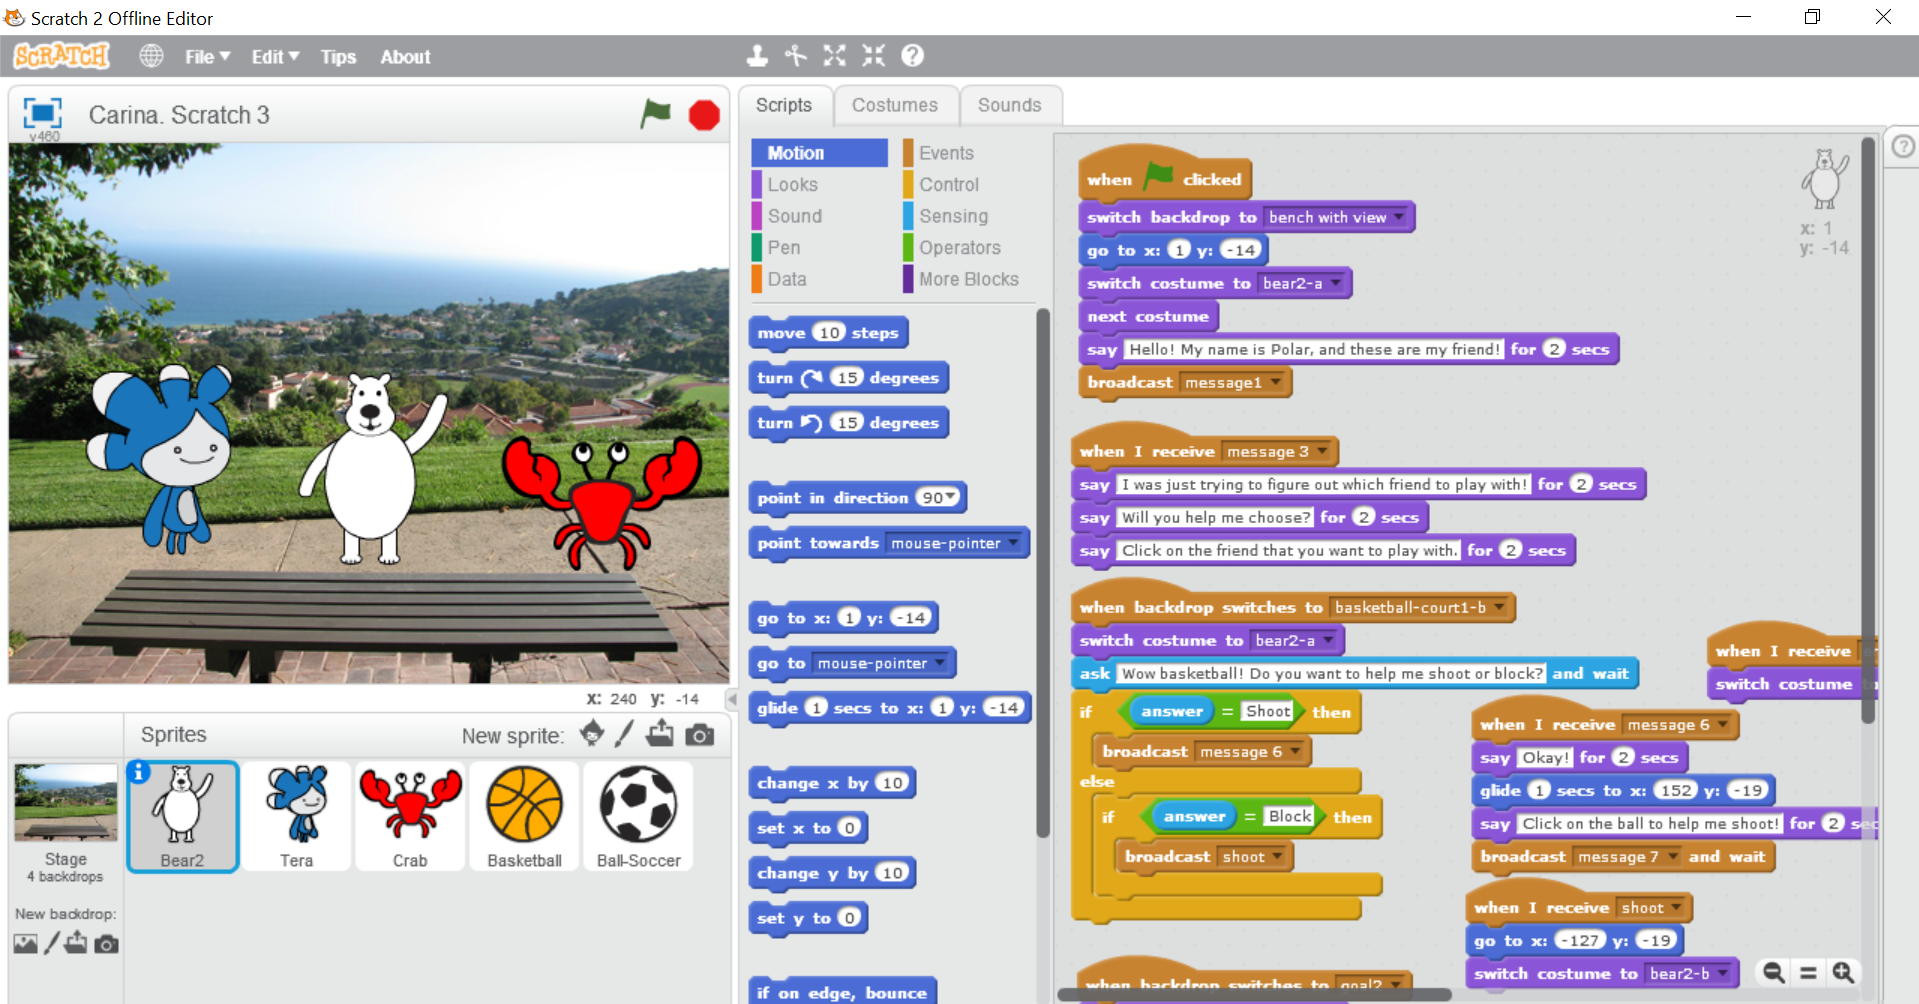 Scratch 2 Offline Editor
SCRATCH File Edit Tips About
v460
Carina. Scratch 3
X: 240 y: -14
Sprites New sprite:
Stage
4 backdrops
New backdrop:
Bear2
Tera
Crab
Basketball
Ball-Soccer
Scripts Costumes Sounds
Motion Events
Looks Control
Sound Sensing
Pen Operators
Data More Blocks
move 10 steps
turn 15 degrees
turn 15 degrees
point in direction 90
point towards mouse-pointer
go to x: 1 y: -14
go to mouse-pointer
glide 1 secs to x: 1 y: -14
change x by 10
set x to 0
change y by 10
set y to 0
if on edge, bounce
when clicked
switch backdrop to bench with view
go to x: 1 y: -14
switch costume to bear2-a
next costume
say Hello! My name is Polar, and these are my friend! for 2 secs
broadcast message1
when I receive message 3
say I was just trying to figure out which friend to play with! for 2 secs
say Will you help me choose? for 2 secs
say Click on the friend that you want to play with. for 2 secs
when backdrop switches to basketball-court1-b
switch costume to bear2-a
ask Wow basketball! Do you want to help me shoot or block? and wait
if answer = Shoot then
broadcast message 6
else
if answer = Block then
broadcast shoot
when backdrop switches to goal2
when I receive
switch costume
when I receive message 6
say Okay! for 2 secs
glide 1 secs to x: 152 y: -19
say Click on the ball to help me shoot! for 2 sec
broadcast message 7 and wait
when I receive shoot
go to x: -127 y: -19
switch costume to bear2-b
x: 1
y: -14